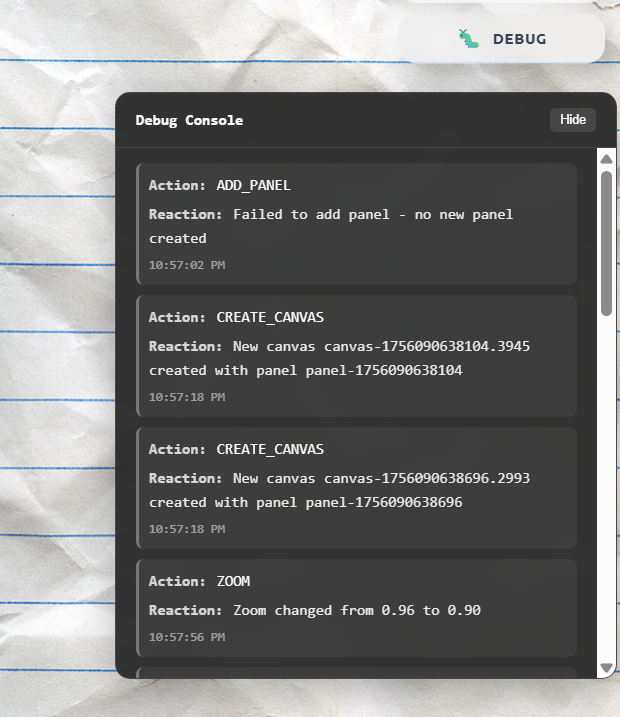 DEBUG
Debug Console
Hide
Action: ADD_PANEL
Reaction: Failed to add panel - no new panel
created
10:57:02 PM
Action: CREATE_CANVAS
Reaction: New canvas canvas-1756090638104.3945
created with panel panel-1756090638104
10:57:18 PM
Action: CREATE_CANVAS
Reaction: New canvas canvas-1756090638696.2993
created with panel panel-1756090638696
10:57:18 PM
Action: ZOOM
Reaction: Zoom changed from 0.96 to 0.90
10:57:56 PM